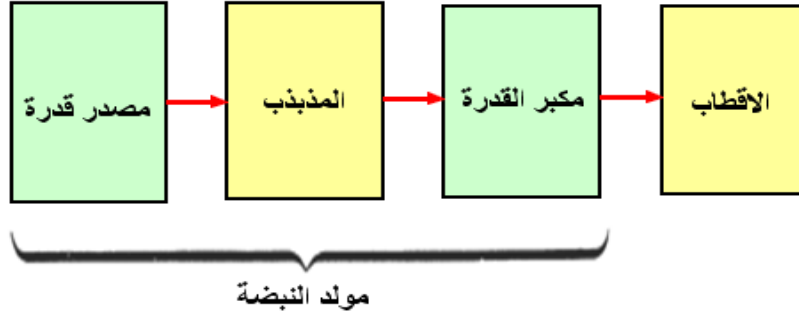 مصدر قدرة
المذبذب
مكبر القدرة
الاقطاب
مولد النبضة